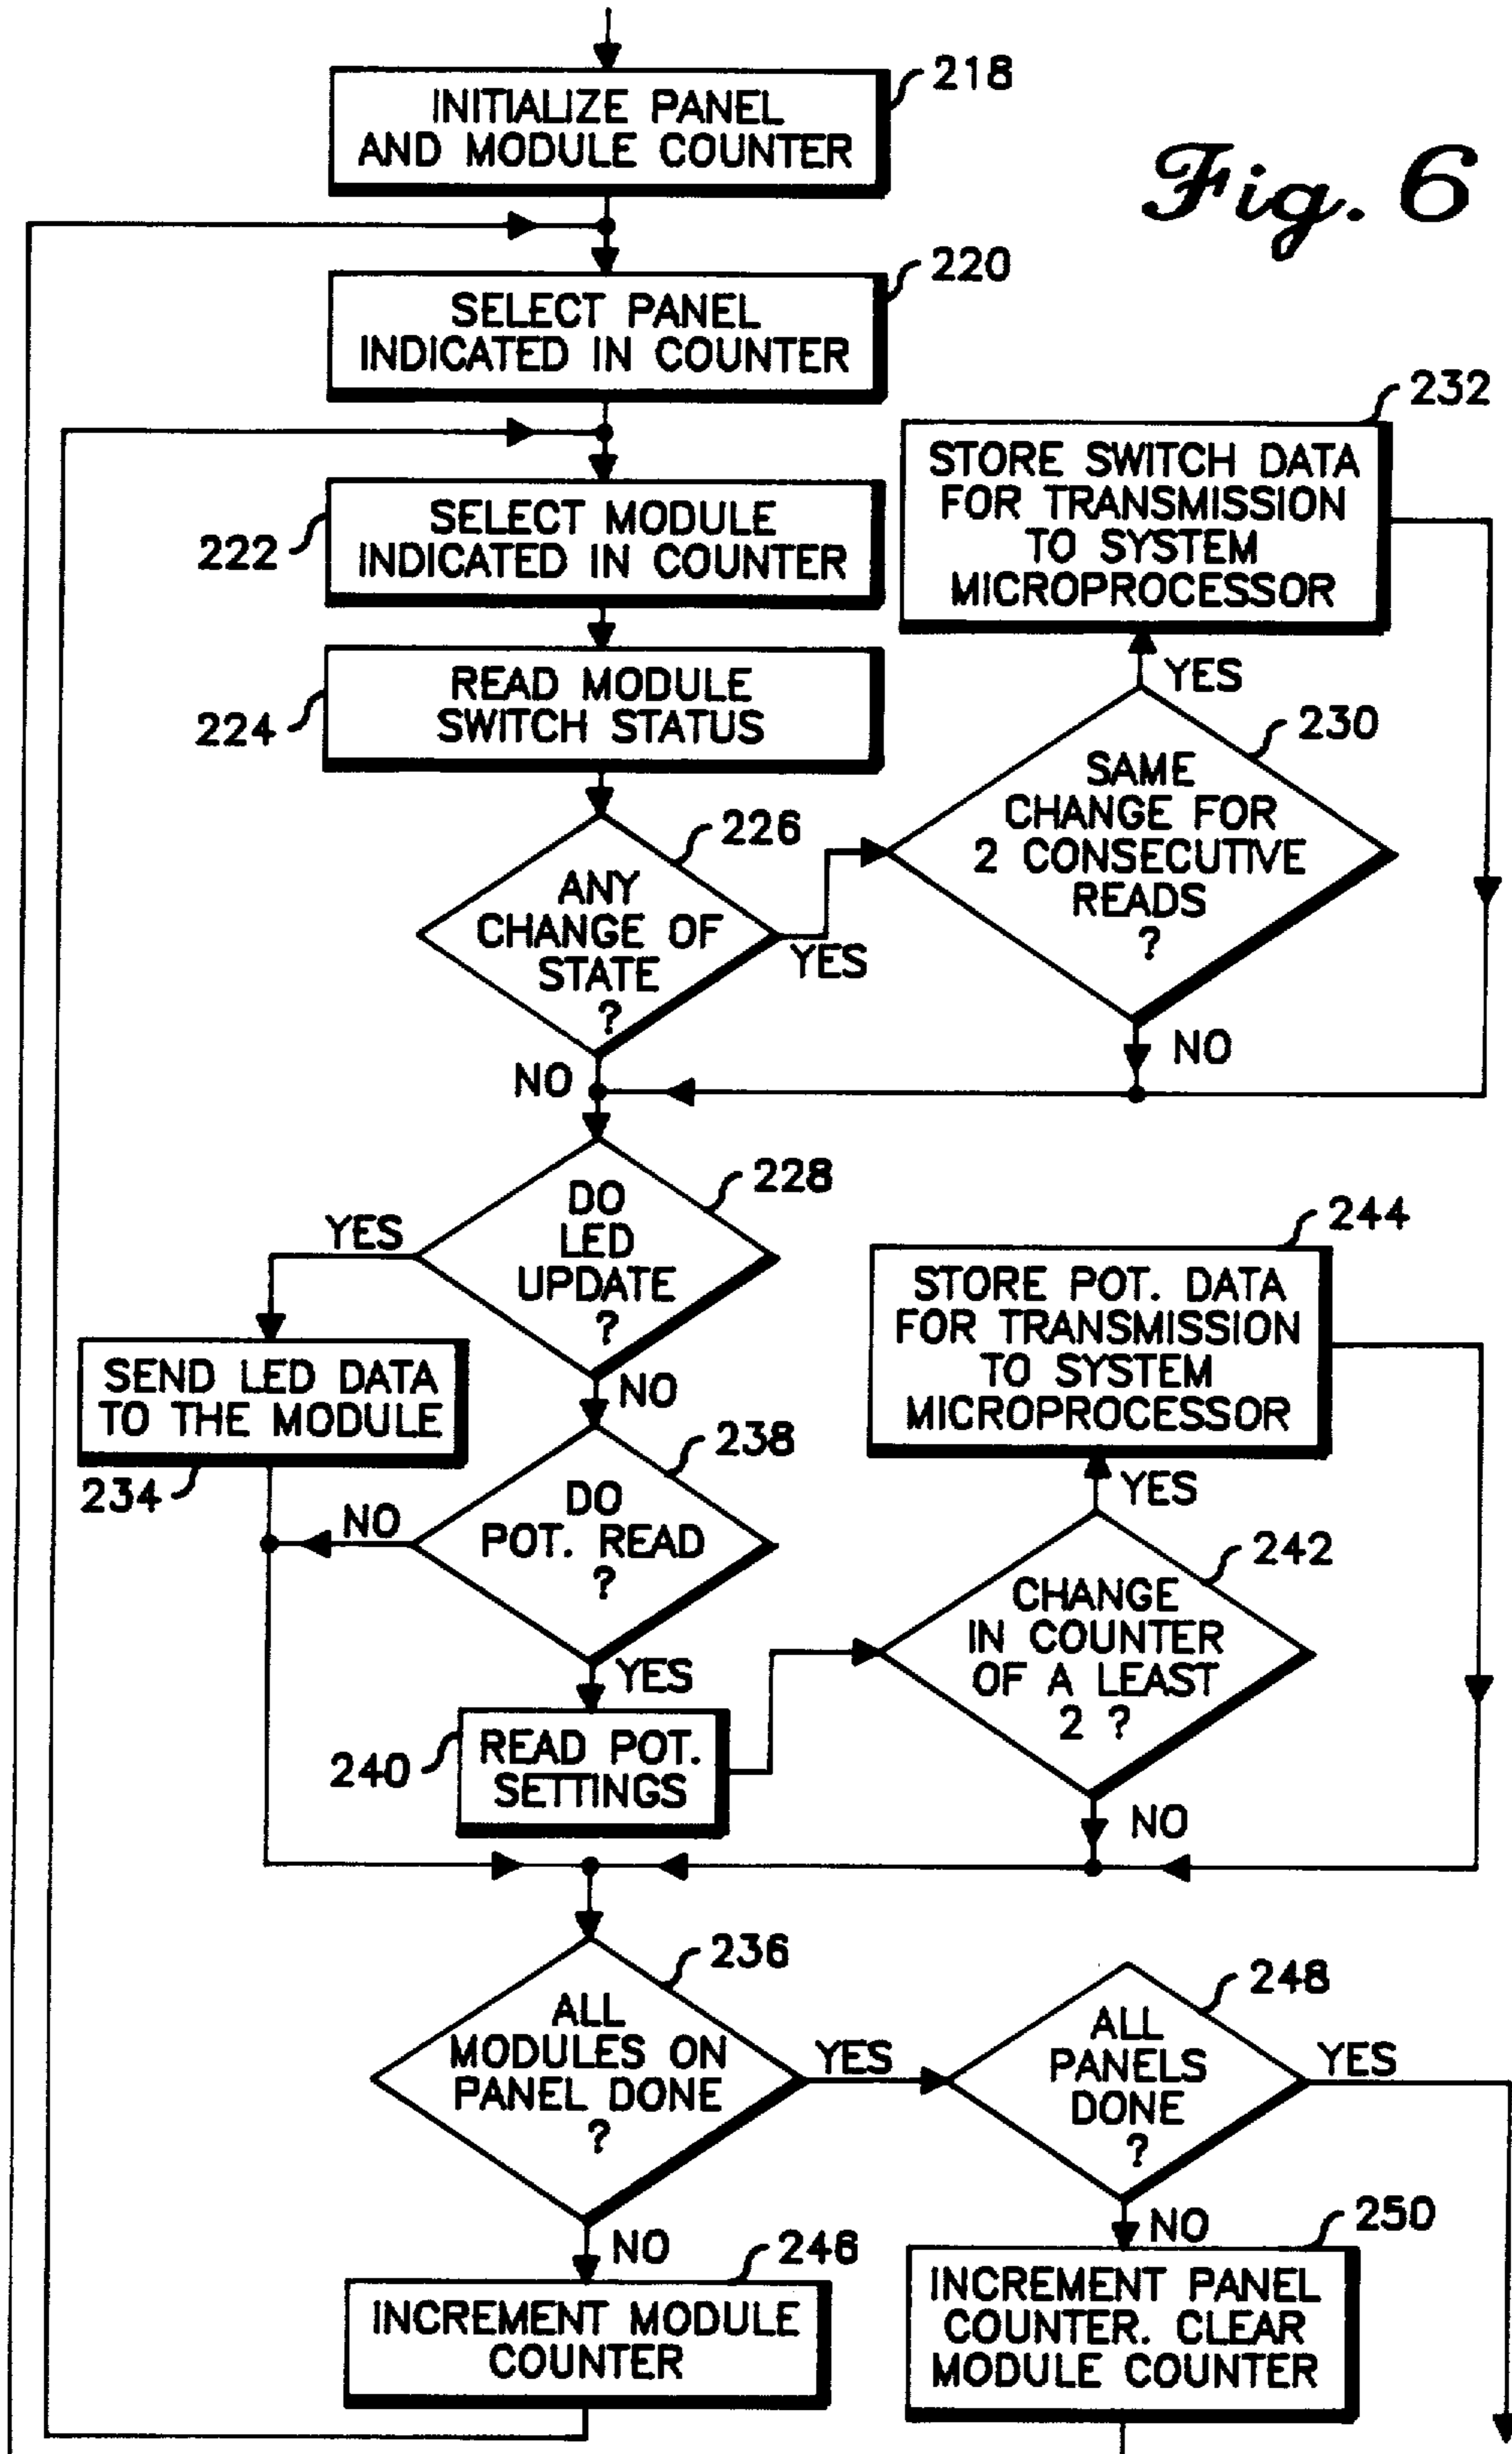 Fig. 6
INITIALIZE PANEL
AND MODULE COUNTER
218
SELECT PANEL
INDICATED IN COUNTER
220
SELECT MODULE
INDICATED IN COUNTER
222
READ MODULE
SWITCH STATUS
224
ANY
CHANGE OF
STATE
?
226
YES
NO
SAME
CHANGE FOR
2 CONSECUTIVE
READS
?
230
YES
NO
STORE SWITCH DATA
FOR TRANSMISSION
TO SYSTEM
MICROPROCESSOR
232
DO
LED
UPDATE
?
228
YES
NO
SEND LED DATA
TO THE MODULE
234
DO
POT. READ
?
238
NO
YES
READ POT.
SETTINGS
240
CHANGE
IN COUNTER
OF A LEAST
2 ?
242
YES
NO
STORE POT. DATA
FOR TRANSMISSION
TO SYSTEM
MICROPROCESSOR
244
ALL
MODULES ON
PANEL DONE
?
236
YES
NO
INCREMENT MODULE
COUNTER
246
ALL
PANELS
DONE
?
248
YES
NO
INCREMENT PANEL
COUNTER. CLEAR
MODULE COUNTER
250